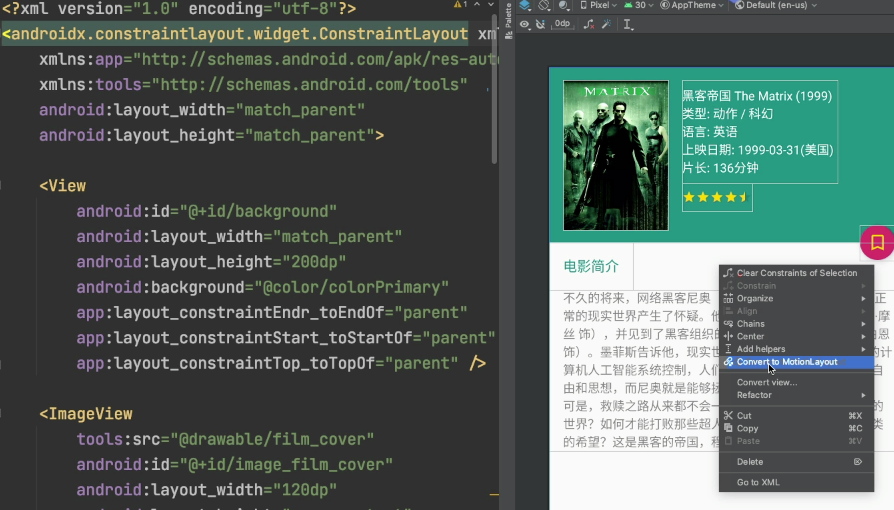 <?xml version="1.0" encoding="utf-8"?>
<androidx.constraintlayout.widget.ConstraintLayout xm
xmlns:app="http://schemas.android.com/apk/res-aut
xmlns:tools="http://schemas.android.com/tools"
android:layout_width="match_parent"
android:layout_height="match_parent">
<View
android:id="@+id/background"
android:layout_width="match_parent"
android:layout_height="200dp"
android:background="@color/colorPrimary"
app:layout_constraintEndr_toEndOf="parent"
app:layout_constraintStart_toStartOf="parent"
app:layout_constraintTop_toTopOf="parent" />
<ImageView
tools:src="@drawable/film_cover"
android:id="@+id/image_film_cover"
android:layout_width="120dp"
1
Palette
Pixel
30
AppTheme
Default (en-us)
0dp
MATRIX
黑客帝国 The Matrix (1999)
类型: 动作 / 科幻
语言: 英语
上映日期: 1999-03-31(美国)
片长: 136分钟
电影简介
不久的将来，网络黑客尼奥
正
常的现实世界产生了怀疑。他
摩
丝 饰），并见到了黑客组织的
伯恩
饰）。墨菲斯告诉他，现实世
的计
算机人工智能系统控制，人们
自
由和思想，而尼奥就是能够拯
可是，救赎之路从来都不会一
的
世界？如何才能打败那些超人
类
的希望？这是黑客的帝国，程
Clear Constraints of Selection
Constrain
Organize
Align
Chains
Center
Add helpers
Convert to MotionLayout
Convert view...
Refactor
Cut ⌘X
Copy ⌘C
Paste ⌘V
Delete
Go to XML